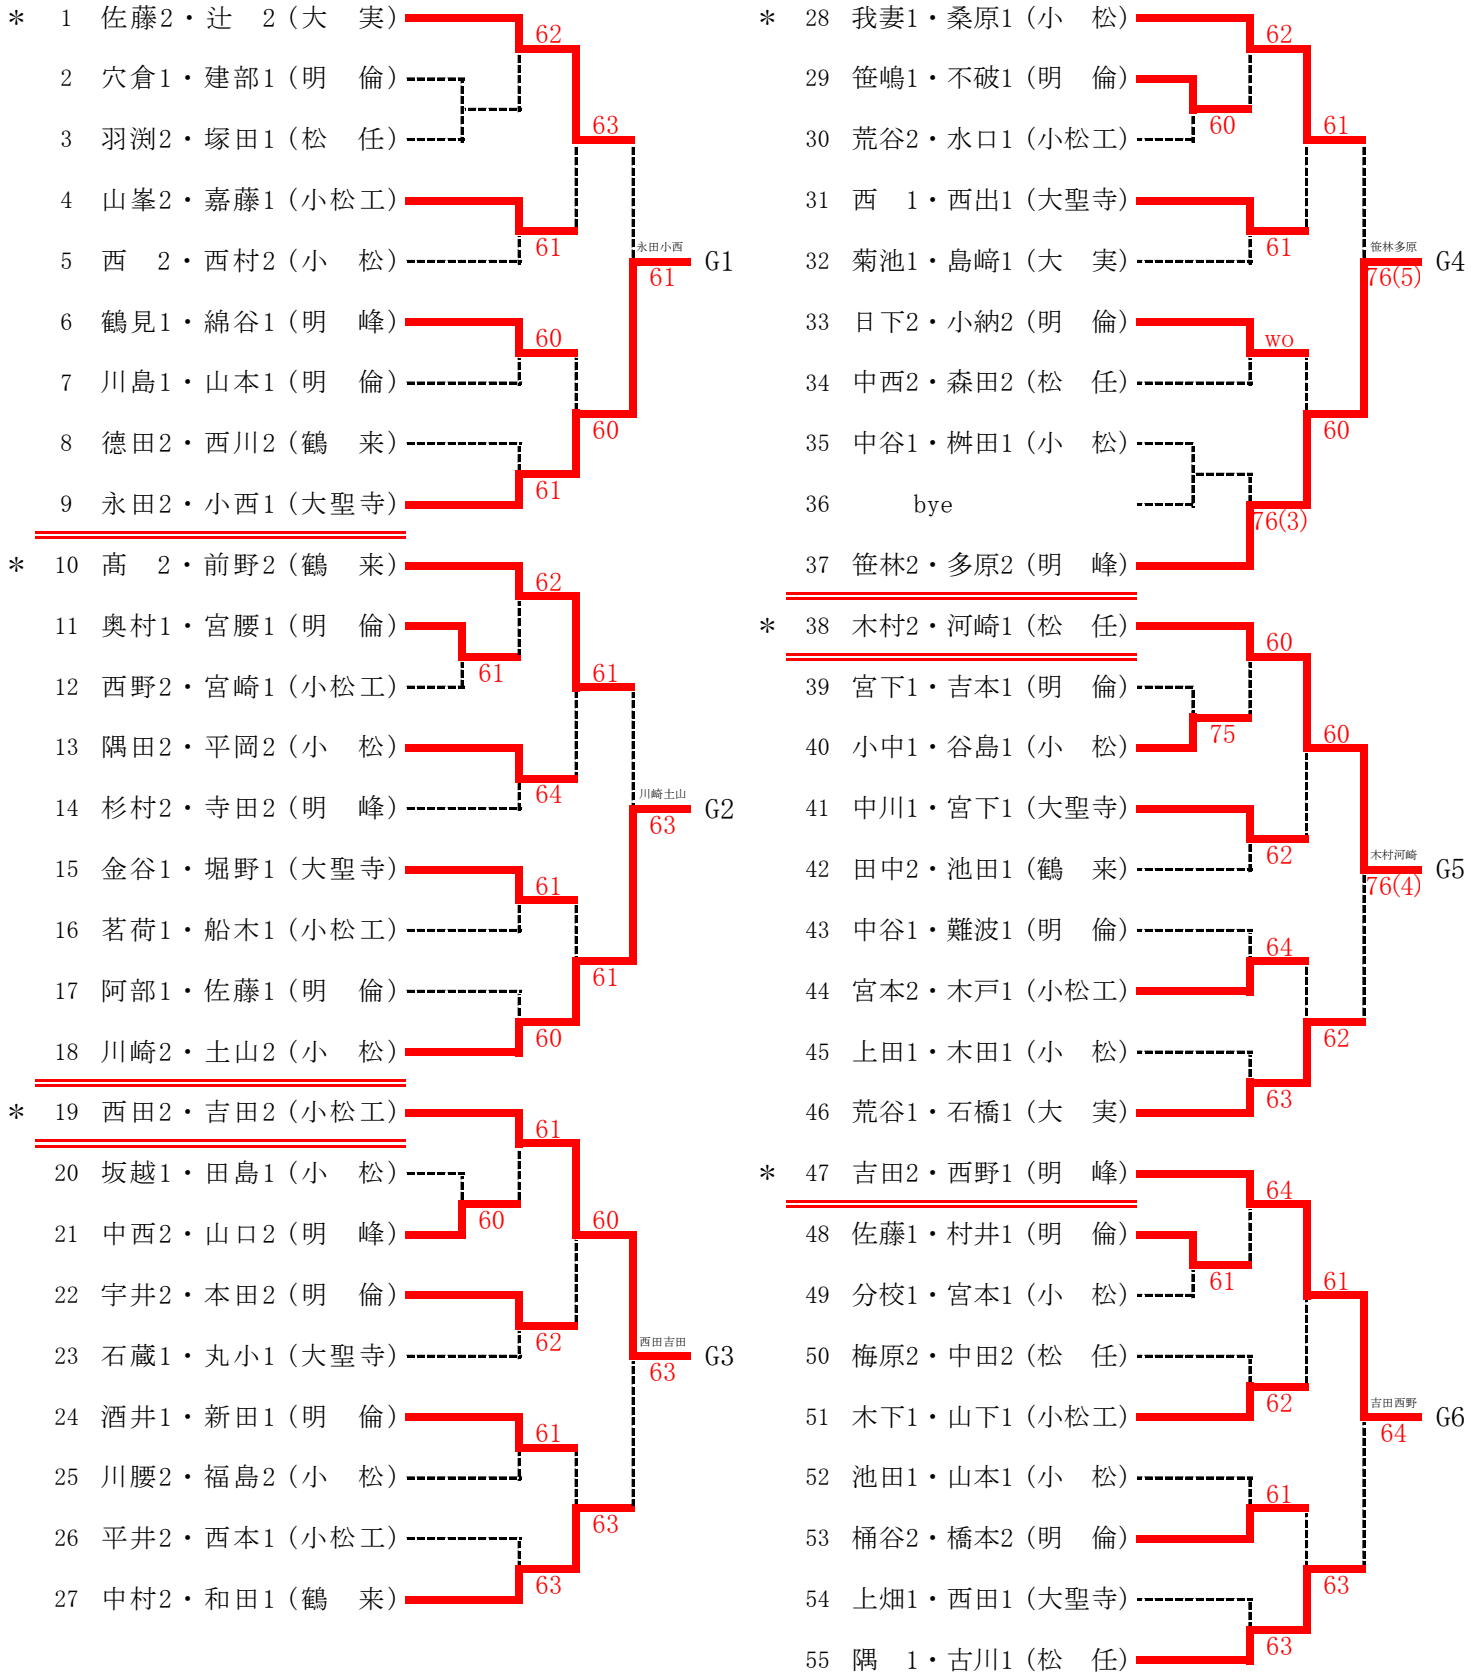 * 1 佐藤2・辻　2 (大　実)
62
2 穴倉1・建部1 (明　倫)
63
3 羽渕2・塚田1 (松　任)
4 山峯2・嘉藤1 (小松工)
61
5 西　2・西村2 (小　松)
永田小西
G1
61
6 鶴見1・綿谷1 (明　峰)
60
7 川島1・山本1 (明　倫)
60
8 德田2・西川2 (鶴　来)
61
9 永田2・小西1 (大聖寺)
* 10 髙　2・前野2 (鶴　来)
62
11 奥村1・宮腰1 (明　倫)
61
61
12 西野2・宮崎1 (小松工)
13 隅田2・平岡2 (小　松)
64
14 杉村2・寺田2 (明　峰)
川崎土山
G2
63
15 金谷1・堀野1 (大聖寺)
61
16 茗荷1・船木1 (小松工)
61
17 阿部1・佐藤1 (明　倫)
60
18 川崎2・土山2 (小　松)
* 19 西田2・吉田2 (小松工)
61
20 坂越1・田島1 (小　松)
60
60
21 中西2・山口2 (明　峰)
22 宇井2・本田2 (明　倫)
62
23 石蔵1・丸小1 (大聖寺)
西田吉田
G3
63
24 酒井1・新田1 (明　倫)
61
25 川腰2・福島2 (小　松)
63
26 平井2・西本1 (小松工)
63
27 中村2・和田1 (鶴　来)
* 28 我妻1・桑原1 (小　松)
62
29 笹嶋1・不破1 (明　倫)
60
61
30 荒谷2・水口1 (小松工)
31 西　1・西出1 (大聖寺)
61
32 菊池1・島﨑1 (大　実)
笹林多原
G4
76(5)
33 日下2・小納2 (明　倫)
wo
34 中西2・森田2 (松　任)
60
35 中谷1・桝田1 (小　松)
36 bye
76(3)
37 笹林2・多原2 (明　峰)
* 38 木村2・河崎1 (松　任)
60
39 宮下1・吉本1 (明　倫)
75
60
40 小中1・谷島1 (小　松)
41 中川1・宮下1 (大聖寺)
62
42 田中2・池田1 (鶴　来)
木村河崎
G5
76(4)
43 中谷1・難波1 (明　倫)
64
44 宮本2・木戸1 (小松工)
62
45 上田1・木田1 (小　松)
63
46 荒谷1・石橋1 (大　実)
* 47 吉田2・西野1 (明　峰)
64
48 佐藤1・村井1 (明　倫)
61
61
49 分校1・宮本1 (小　松)
50 梅原2・中田2 (松　任)
62
51 木下1・山下1 (小松工)
吉田西野
G6
64
52 池田1・山本1 (小　松)
61
53 桶谷2・橋本2 (明　倫)
63
54 上畑1・西田1 (大聖寺)
63
55 隅　1・古川1 (松　任)